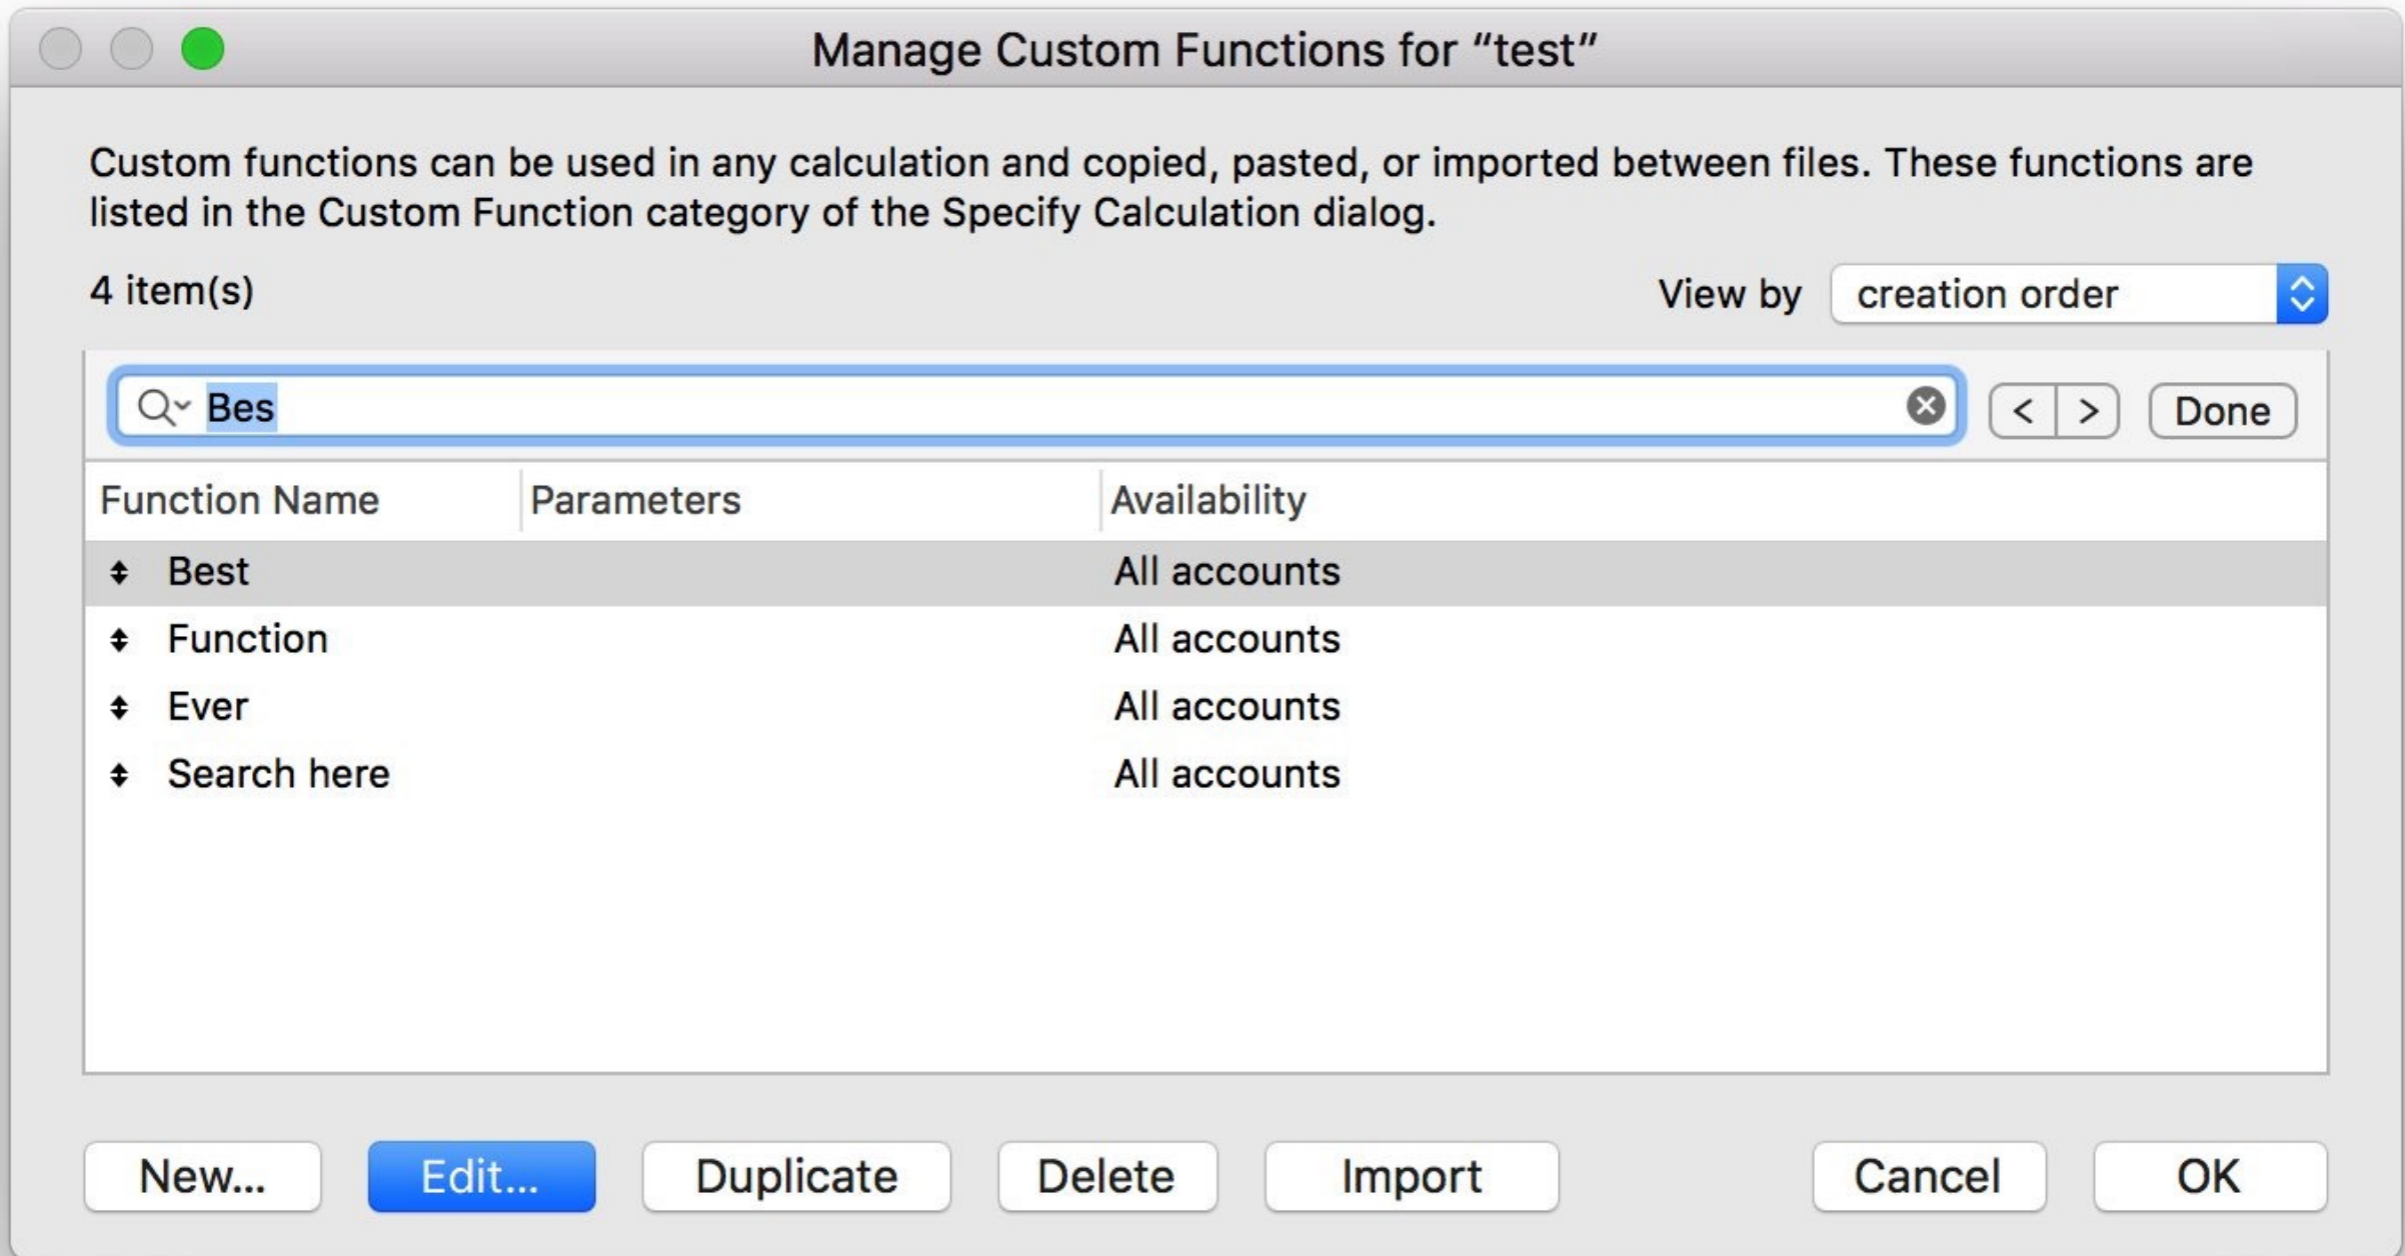 Manage Custom Functions for “test”
Custom functions can be used in any calculation and copied, pasted, or imported between files. These functions are
listed in the Custom Function category of the Specify Calculation dialog.
4 item(s)
View by creation order
Bes
< > Done
Function Name Parameters Availability
Best All accounts
Function All accounts
Ever All accounts
Search here All accounts
New... Edit... Duplicate Delete Import Cancel OK